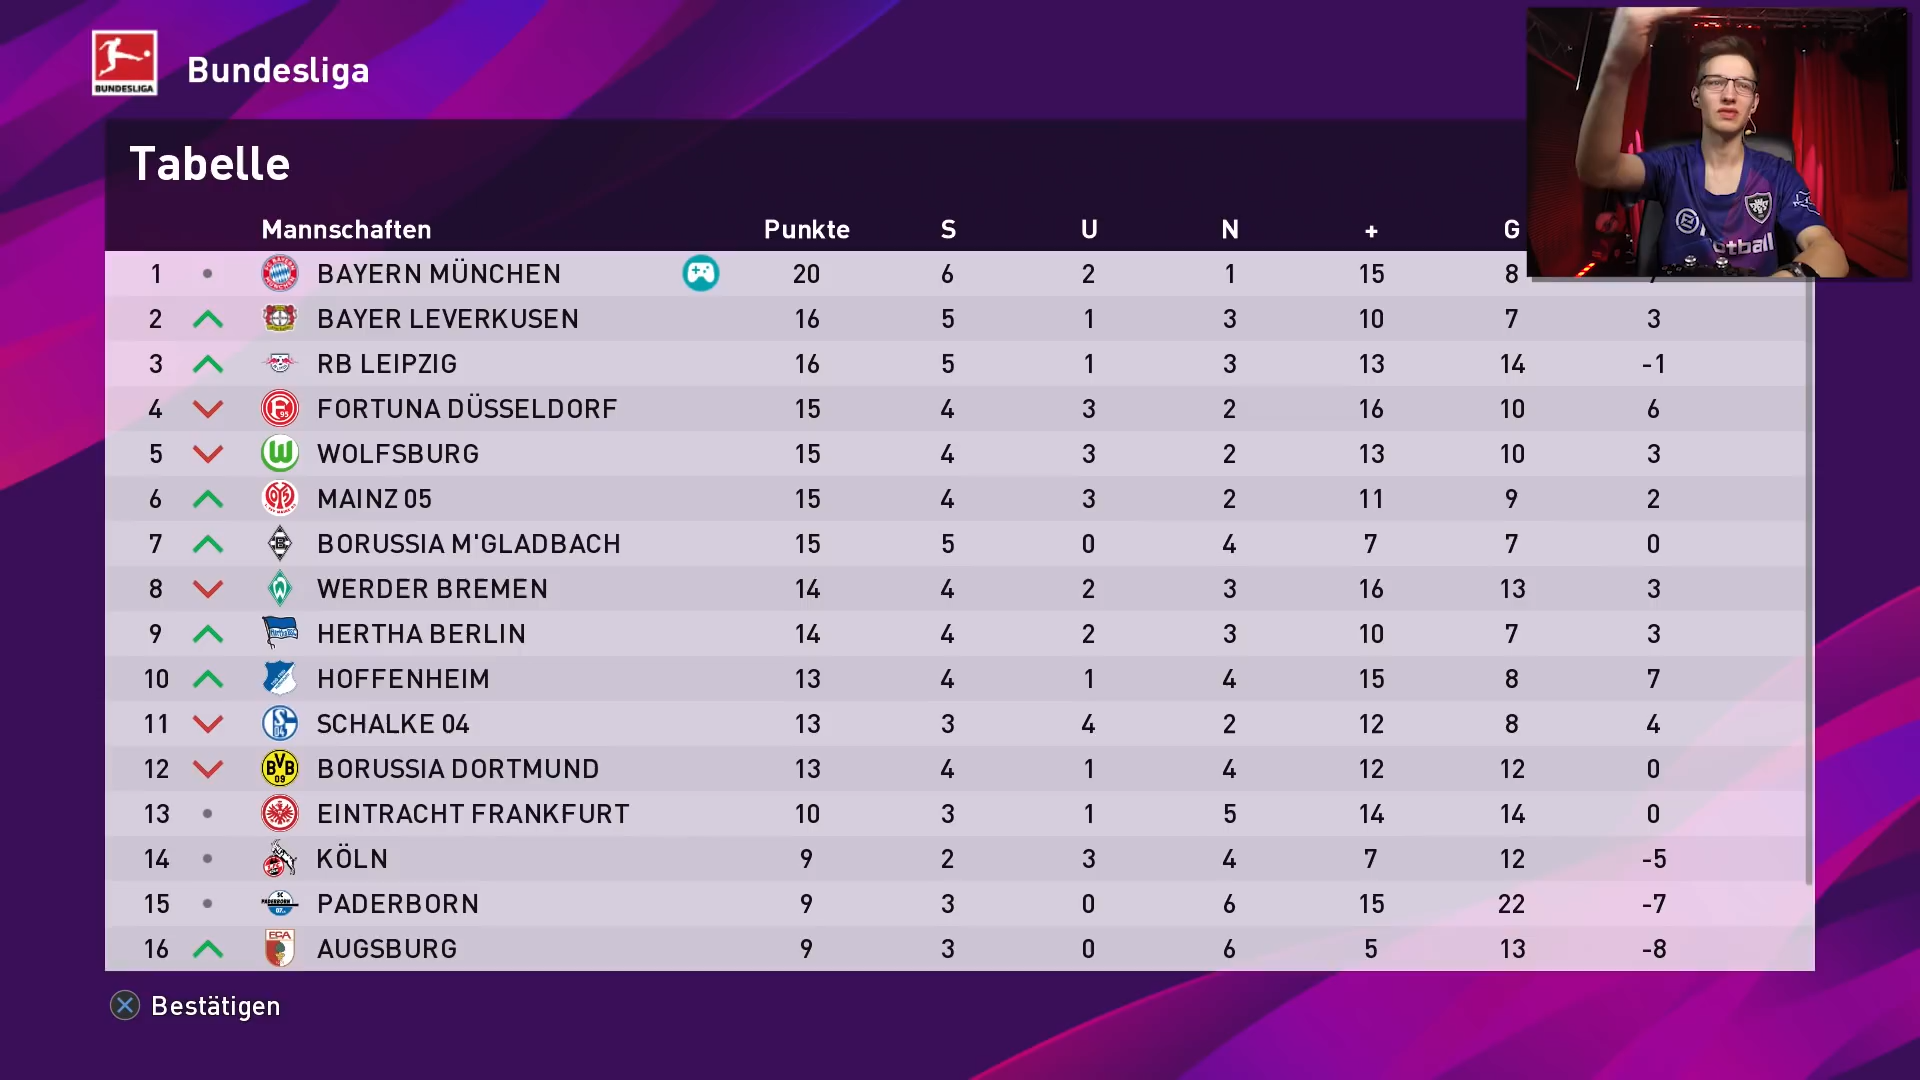 BUNDESLIGA
Bundesliga
Tabelle
Mannschaften Punkte S U N + G
1 BAYERN MÜNCHEN 20 6 2 1 15 8
2 BAYER LEVERKUSEN 16 5 1 3 10 7 3
3 RB LEIPZIG 16 5 1 3 13 14 -1
4 FORTUNA DÜSSELDORF 15 4 3 2 16 10 6
5 WOLFSBURG 15 4 3 2 13 10 3
6 MAINZ 05 15 4 3 2 11 9 2
7 BORUSSIA M'GLADBACH 15 5 0 4 7 7 0
8 WERDER BREMEN 14 4 2 3 16 13 3
9 HERTHA BERLIN 14 4 2 3 10 7 3
10 HOFFENHEIM 13 4 1 4 15 8 7
11 SCHALKE 04 13 3 4 2 12 8 4
12 BVB 09 BORUSSIA DORTMUND 13 4 1 4 12 12 0
13 EINTRACHT FRANKFURT 10 3 1 5 14 14 0
14 KÖLN 9 2 3 4 7 12 -5
15 PADERBORN 9 3 0 6 15 22 -7
16 FCA AUGSBURG 9 3 0 6 5 13 -8
Bestätigen